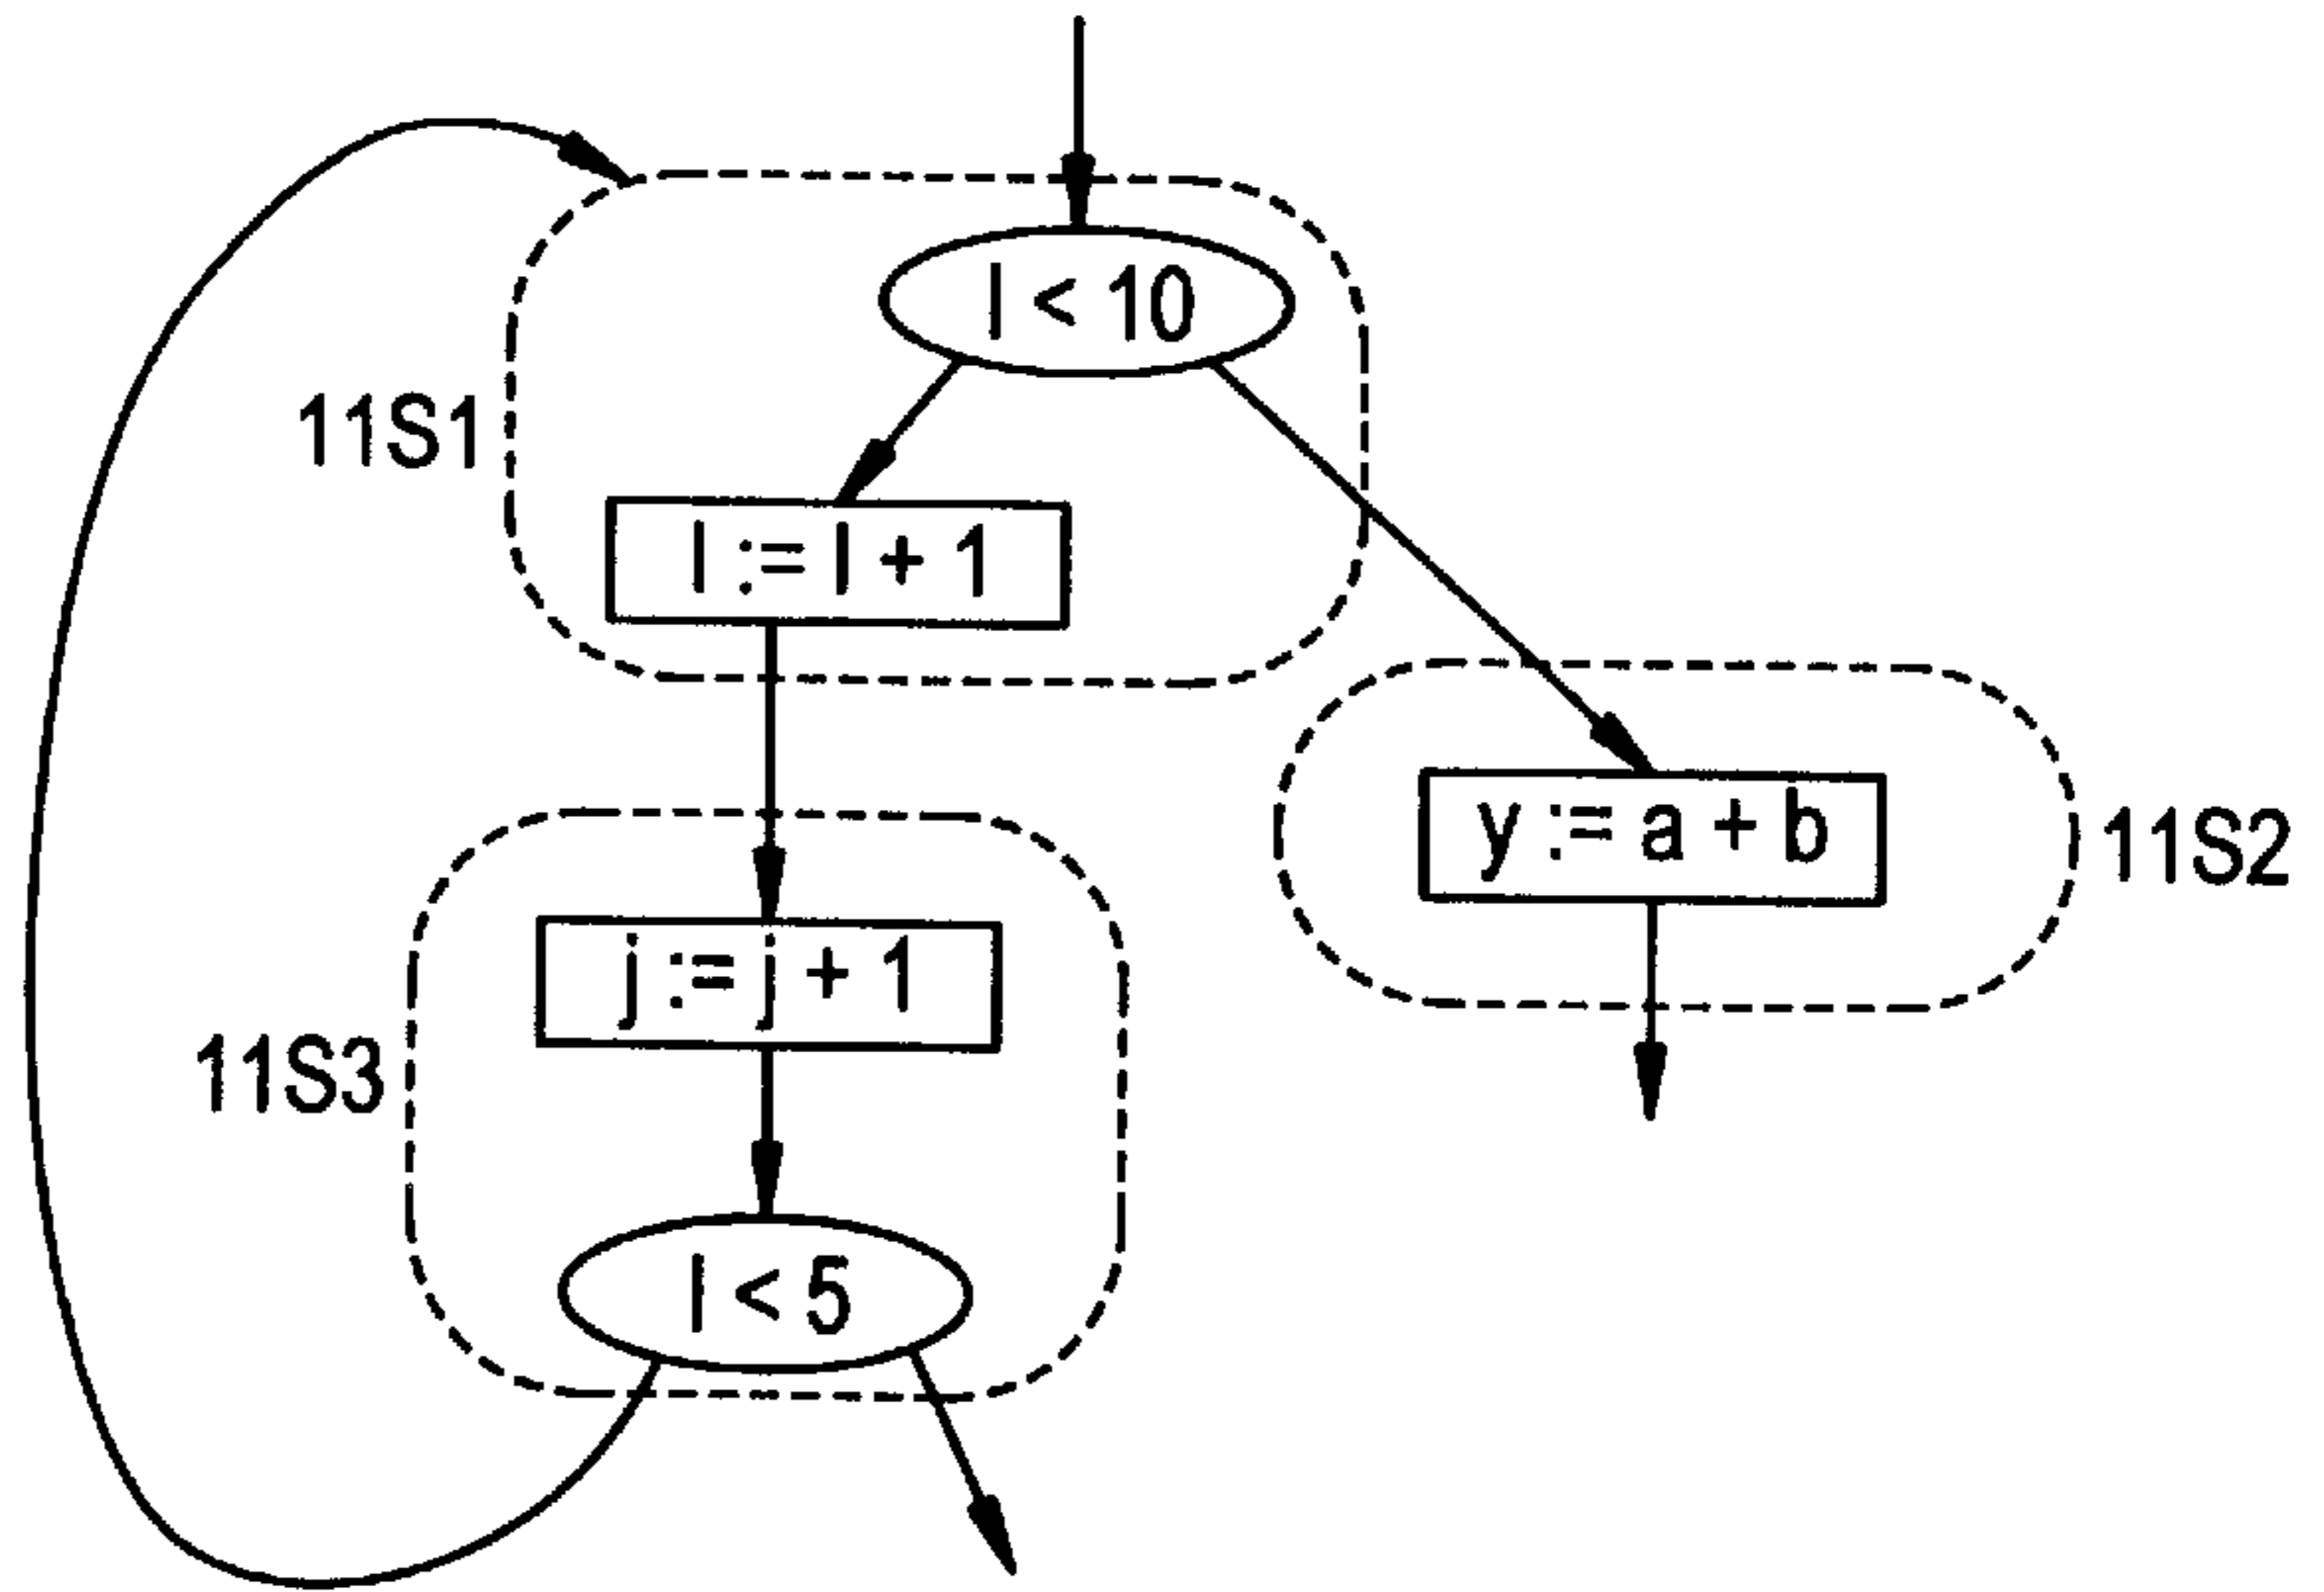 I < 10
11S1
I := I + 1
y := a + b
11S2
j := j + 1
11S3
I < 5